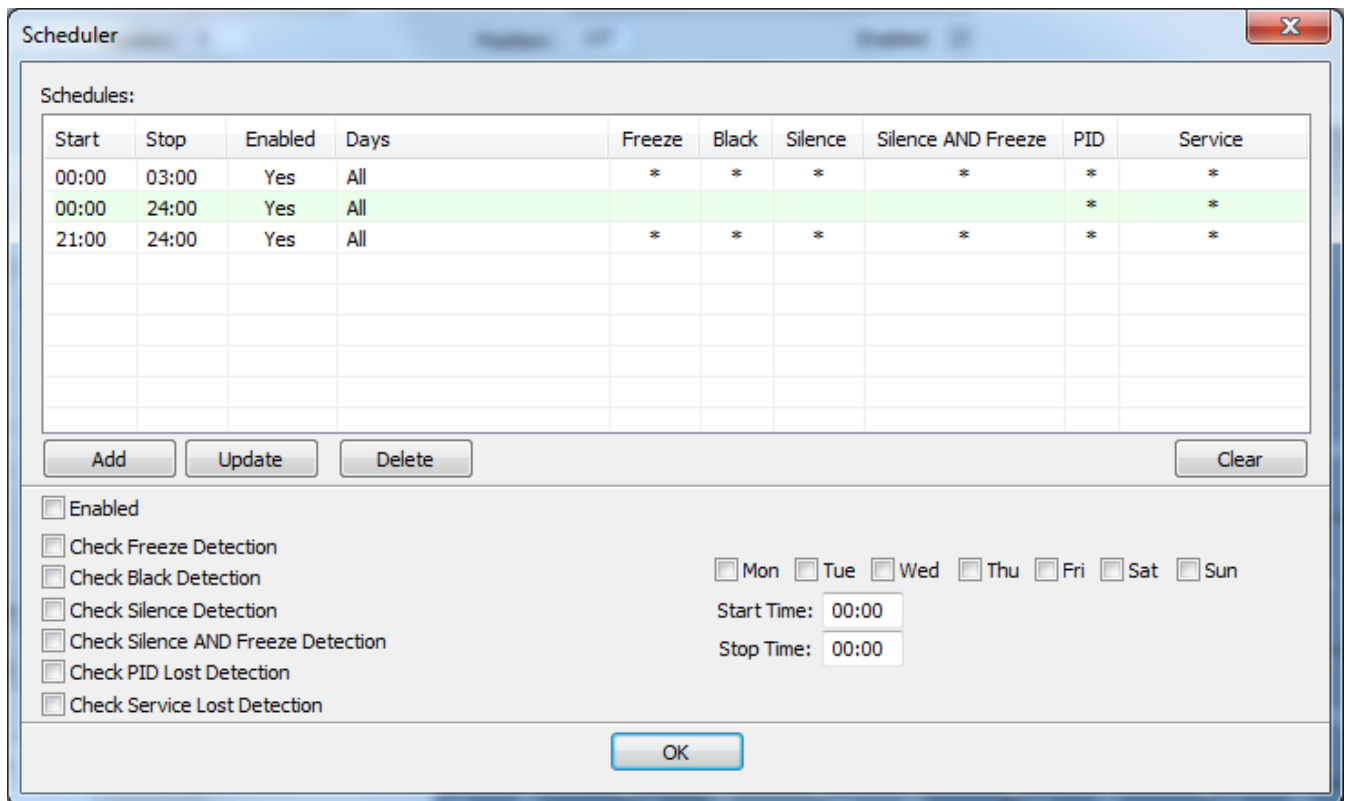 Scheduler
Schedules:
Start Stop Enabled Days Freeze Black Silence Silence AND Freeze PID Service
00:00 03:00 Yes All * * * * * *
00:00 24:00 Yes All * *
21:00 24:00 Yes All * * * * * *
Add Update Delete Clear
Enabled
Check Freeze Detection
Check Black Detection
Mon Tue Wed Thu Fri Sat Sun
Check Silence Detection
Start Time: 00:00
Check Silence AND Freeze Detection
Stop Time: 00:00
Check PID Lost Detection
Check Service Lost Detection
OK